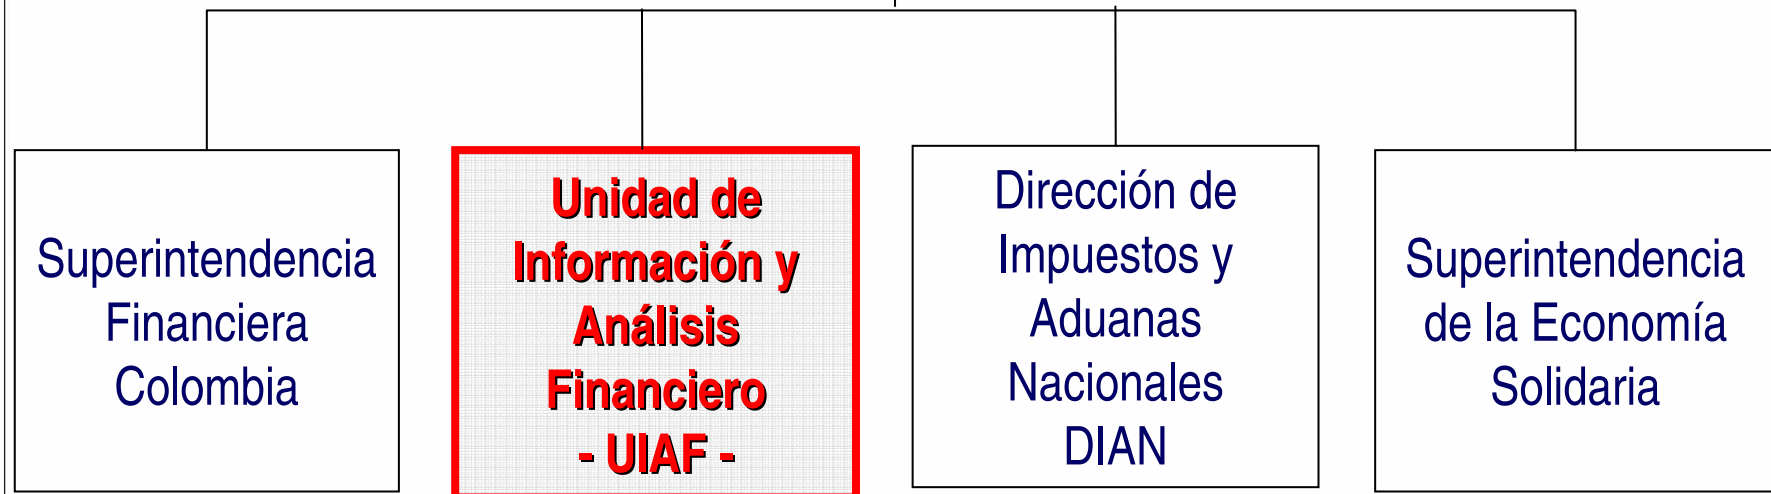 Superintendencia
Financiera
Colombia
Unidad de
Información y
Análisis
Financiero
- UIAF -
Dirección de
Impuestos y
Aduanas
Nacionales
DIAN
Superintendencia
de la Economía
Solidaria